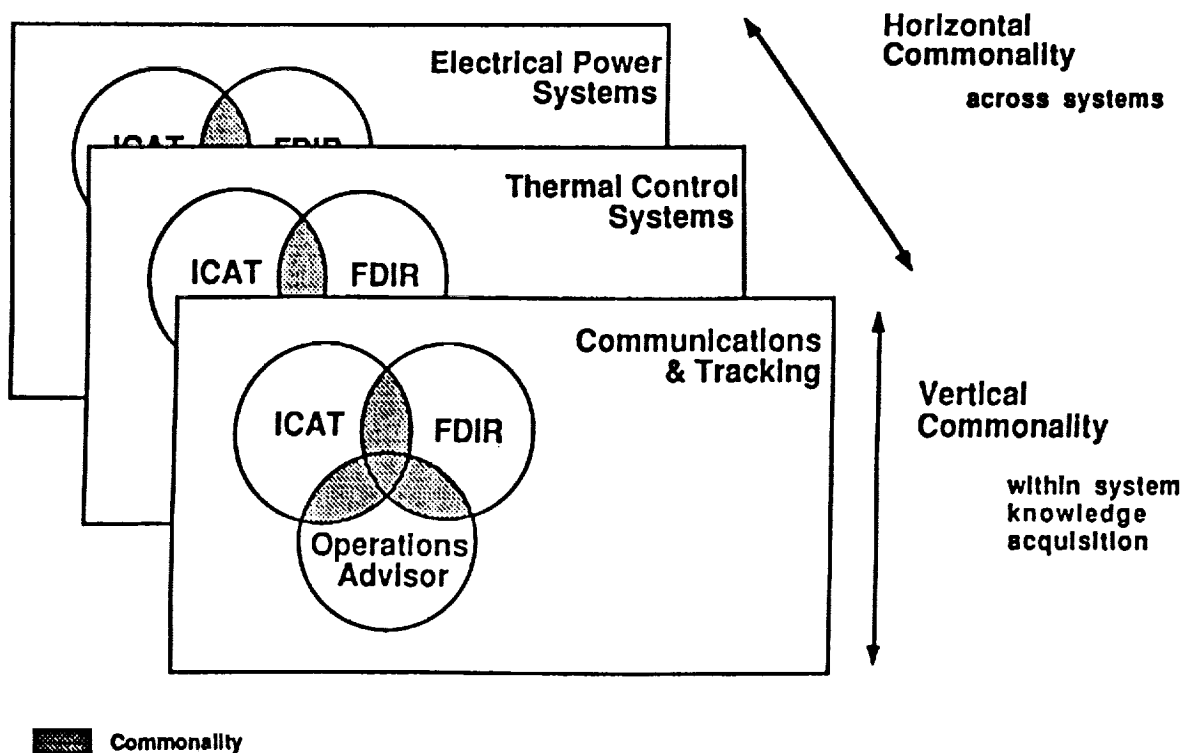 Horizontal
Commonality
across systems
Electrical Power
Systems
ICAT
FDIR
Thermal Control
Systems
ICAT
FDIR
Communications
& Tracking
ICAT
FDIR
Operations
Advisor
Vertical
Commonality
within system
knowledge
acquisition
Commonality